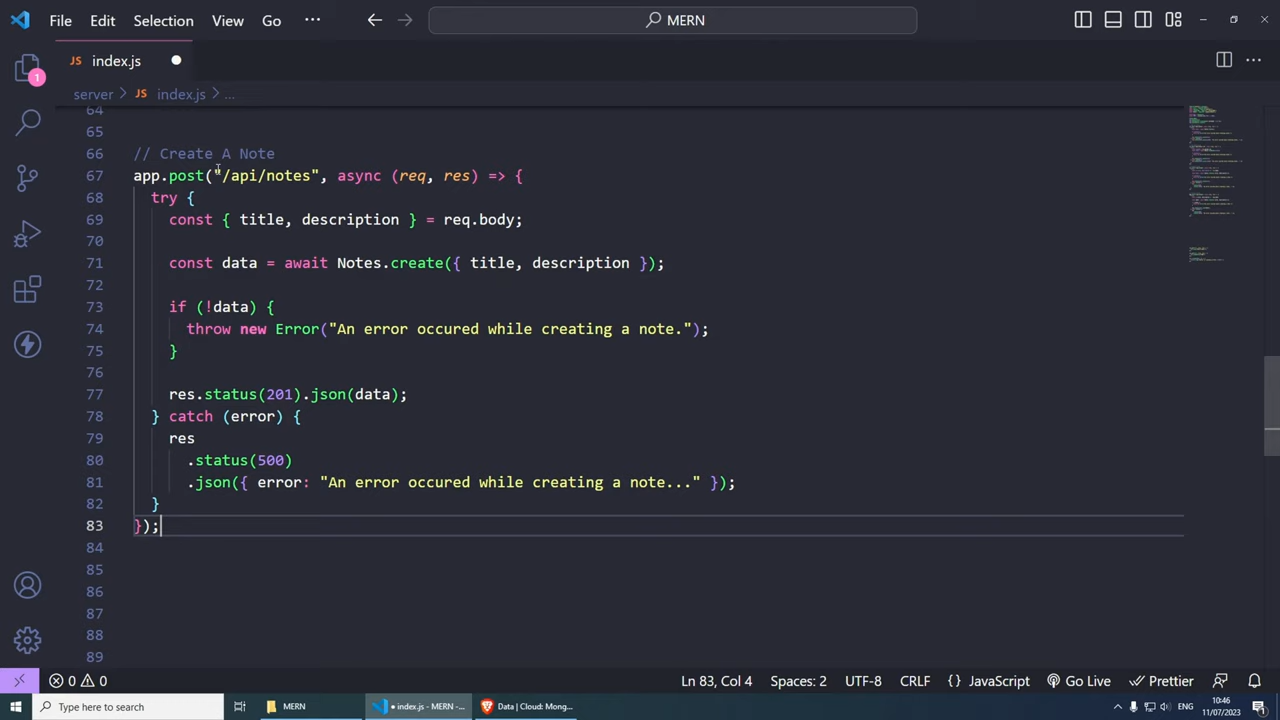 File Edit Selection View Go ··· MERN
JS index.js
1
server > JS index.js > ...
64
65
66 // Create A Note
67 app.post("/api/notes", async (req, res) => {
68 try {
69 const { title, description } = req.body;
70
71 const data = await Notes.create({ title, description });
72
73 if (!data) {
74 throw new Error("An error occured while creating a note.");
75 }
76
77 res.status(201).json(data);
78 } catch (error) {
79 res
80 .status(500)
81 .json({ error: "An error occured while creating a note..." });
82 }
83 });
84
85
86
87
88
89
0 0 Ln 83, Col 4 Spaces: 2 UTF-8 CRLF {} JavaScript Go Live Prettier
Type here to search MERN index.js - MERN -... Data | Cloud: Mong... ENG 10:46
11/07/2023 1